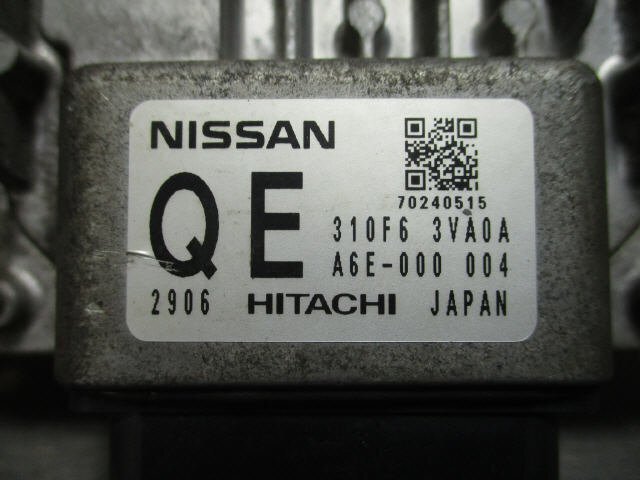 NISSAN
70240515
QE
310F6 3VA0A
A6E-000 004
2906 HITACHI JAPAN